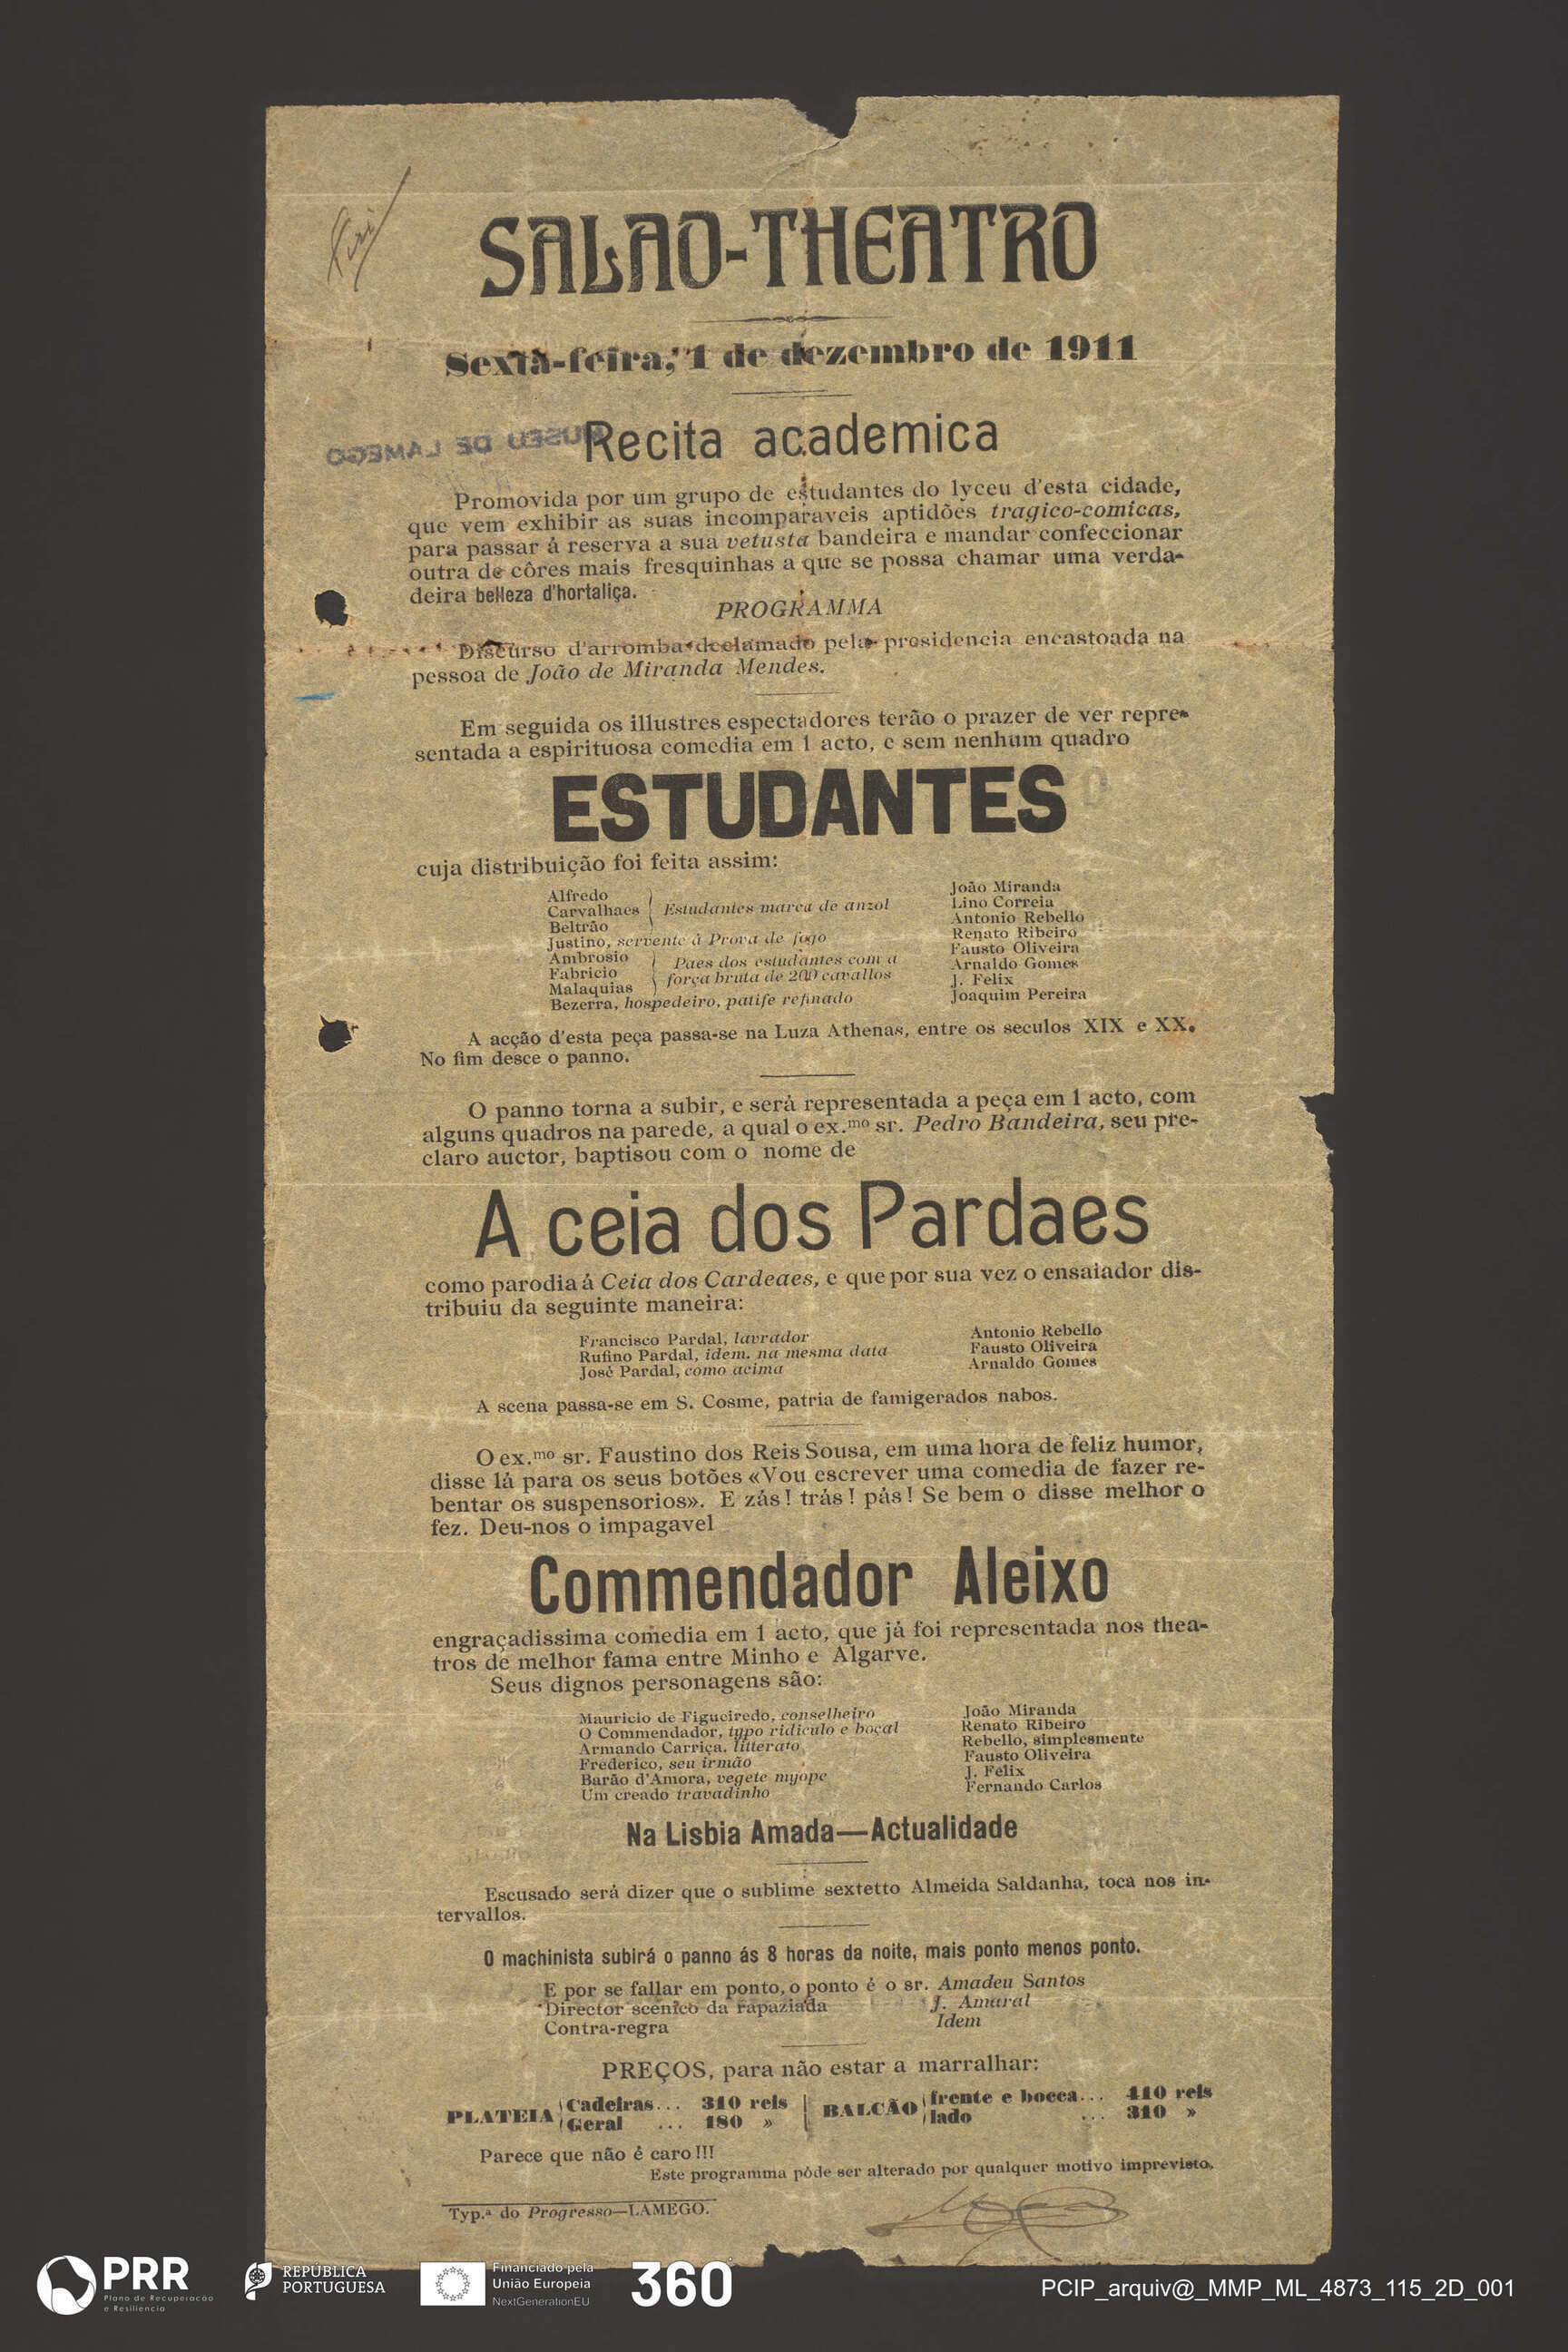 SALAO-THEATRO
Sexta-feira, 1 de dezembro de 1911
MUSEU DE LAMEGO
Recita academica
Promovida por um grupo de estudantes do lyceu d'esta cidade,
que vem exhibir as suas incomparaveis aptidões tragico-comicas,
para passar á reserva a sua vetusta bandeira e mandar confeccionar
outra de côres mais fresquinhas a que se possa chamar uma verda-
deira belleza d'hortaliça.
PROGRAMMA
Discurso d'arromba declamado pela presidencia encastoada na
pessoa de João de Miranda Mendes.
Em seguida os illustres espectadores terão o prazer de ver repre-
sentada a espirituosa comedia em 1 acto, e sem nenhum quadro
ESTUDANTES
cuja distribuição foi feita assim:
Alfredo João Miranda
Carvalhaes Estudantes marca de anzol Lino Correia
Beltrão Antonio Rebello
Justino, servente á Prova de fogo Renato Ribeiro
Ambrosio Paes dos estudantes com a Fausto Oliveira
Fabricio força bruta de 200 cavallos Arnaldo Gomes
Malaquias J. Felix
Bezerra, hospedeiro, patife refinado Joaquim Pereira
A acção d'esta peça passa-se na Luza Athenas, entre os seculos XIX e XX.
No fim desce o panno.
O panno torna a subir, e será representada a peça em 1 acto, com
alguns quadros na parede, a qual o ex.mo sr. Pedro Bandeira, seu pre-
claro auctor, baptisou com o nome de
A ceia dos Pardaes
como parodia á Ceia dos Cardeaes, e que por sua vez o ensaiador dis-
tribuiu da seguinte maneira:
Francisco Pardal, lavrador Antonio Rebello
Rufino Pardal, idem, na mesma data Fausto Oliveira
José Pardal, como acima Arnaldo Gomes
A scena passa-se em S. Cosme, patria de famigerados nabos.
O ex.mo sr. Faustino dos Reis Sousa, em uma hora de feliz humor,
disse lá para os seus botões «Vou escrever uma comedia de fazer re-
bentar os suspensorios». E zás! trás! pás! Se bem o disse melhor o
fez. Deu-nos o impagavel
Commendador Aleixo
engraçadissima comedia em 1 acto, que já foi representada nos thea-
tros de melhor fama entre Minho e Algarve.
Seus dignos personagens são:
Mauricio de Figueiredo, conselheiro João Miranda
O Commendador, typo ridiculo e boçal Renato Ribeiro
Armando Carriça, litterato Rebello, simplesmente
Frederico, seu irmão Fausto Oliveira
Barão d'Amora, vegete myope J. Felix
Um creado travadinho Fernando Carlos
Na Lisbia Amada—Actualidade
Escusado será dizer que o sublime sextetto Almeida Saldanha, toca nos in-
tervallos.
O machinista subirá o panno ás 8 horas da noite, mais ponto menos ponto.
E por se fallar em ponto, o ponto é o sr. Amadeu Santos
Director scenico da rapaziada J. Amaral
Contra-regra Idem
PREÇOS, para não estar a marralhar:
PLATEIA Cadeiras... 310 reis BALCÃO frente e bocca... 410 reis
Geral ... 180 » lado ... 310 »
Parece que não é caro!!!
Este programma póde ser alterado por qualquer motivo imprevisto.
Typ.ª do Progresso—LAMEGO.
PRR
Plano de Recuperação
e Resiliência
REPÚBLICA
PORTUGUESA
Financiado pela
União Europeia
NextGenerationEU
360
PCIP_arquiv@_MMP_ML_4873_115_2D_001